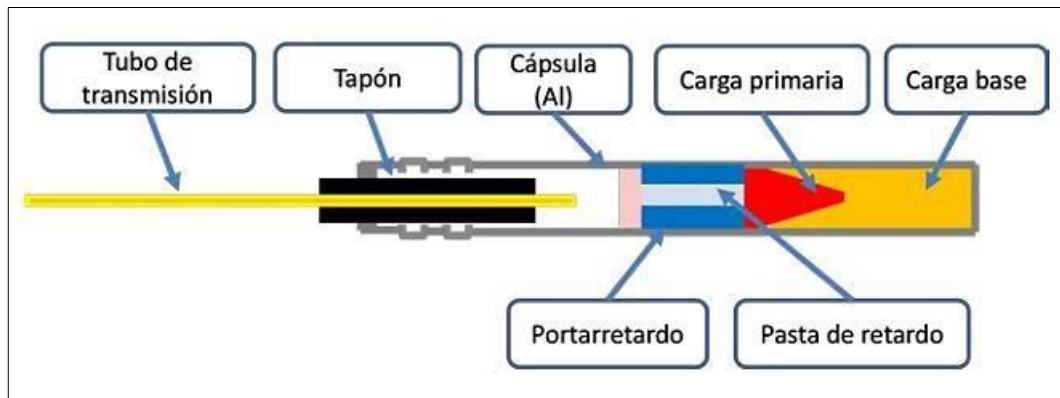 Tubo de
transmisión
Tapón
Cápsula
(Al)
Carga primaria
Carga base
Portarretardo
Pasta de retardo